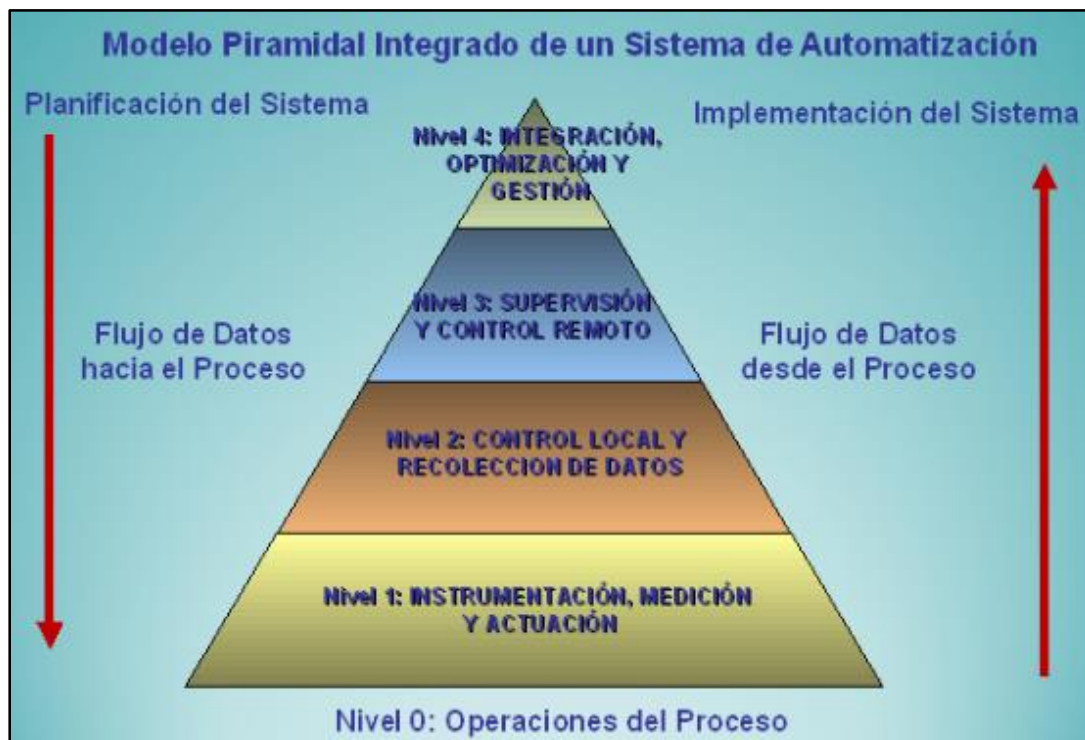 Modelo Piramidal Integrado de un Sistema de Automatización
Planificación del Sistema
Implementación del Sistema
Nivel 4: INTEGRACIÓN,
OPTIMIZACIÓN Y
GESTIÓN
Nivel 3: SUPERVISIÓN
Y CONTROL REMOTO
Flujo de Datos
hacia el Proceso
Flujo de Datos
desde el Proceso
Nivel 2: CONTROL LOCAL Y
RECOLECCION DE DATOS
Nivel 1: INSTRUMENTACIÓN, MEDICIÓN
Y ACTUACIÓN
Nivel 0: Operaciones del Proceso